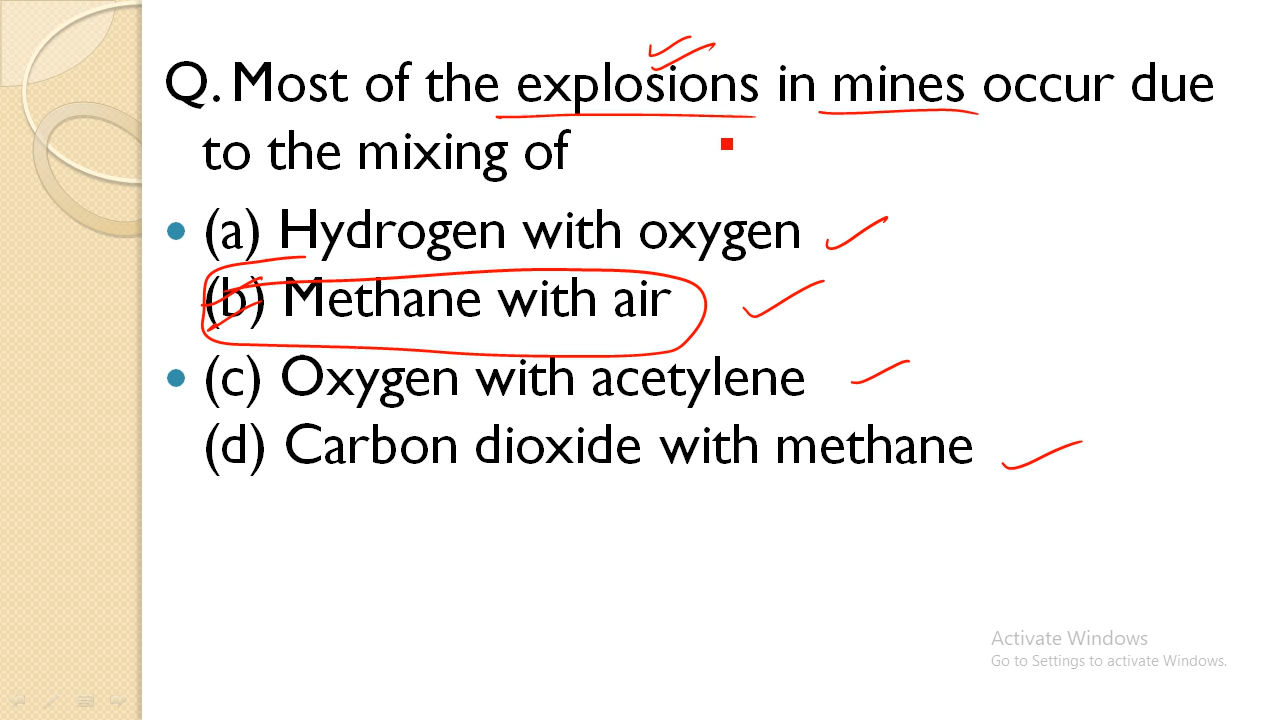 Q. Most of the explosions in mines occur due
to the mixing of
• (a) Hydrogen with oxygen
(b) Methane with air
• (c) Oxygen with acetylene
(d) Carbon dioxide with methane
Activate Windows
Go to Settings to activate Windows.